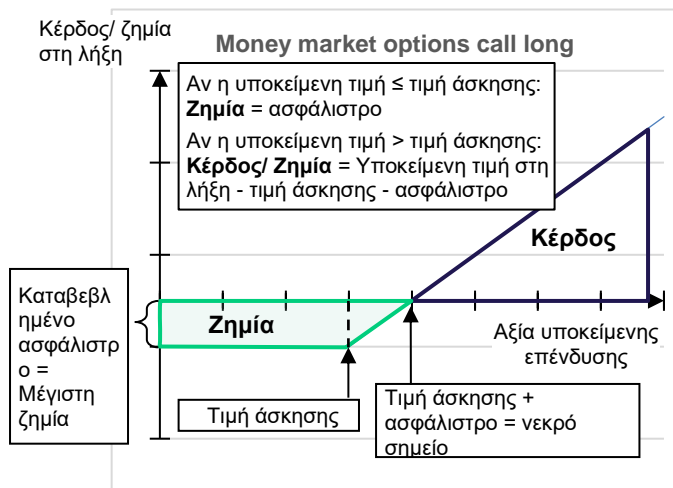 Κέρδος/ ζημία
στη λήξη
Money market options call long
Αν η υποκείμενη τιμή ≤ τιμή άσκησης:
Ζημία = ασφάλιστρο
Αν η υποκείμενη τιμή > τιμή άσκησης:
Κέρδος/ Ζημία = Υποκείμενη τιμή στη
λήξη - τιμή άσκησης - ασφάλιστρο
Κέρδος
Καταβεβλ
ημένο
ασφάλιστρ
ο =
Μέγιστη
ζημία
Ζημία
Αξία υποκείμενης
επένδυσης
Τιμή άσκησης
Τιμή άσκησης +
ασφάλιστρο = νεκρό
σημείο